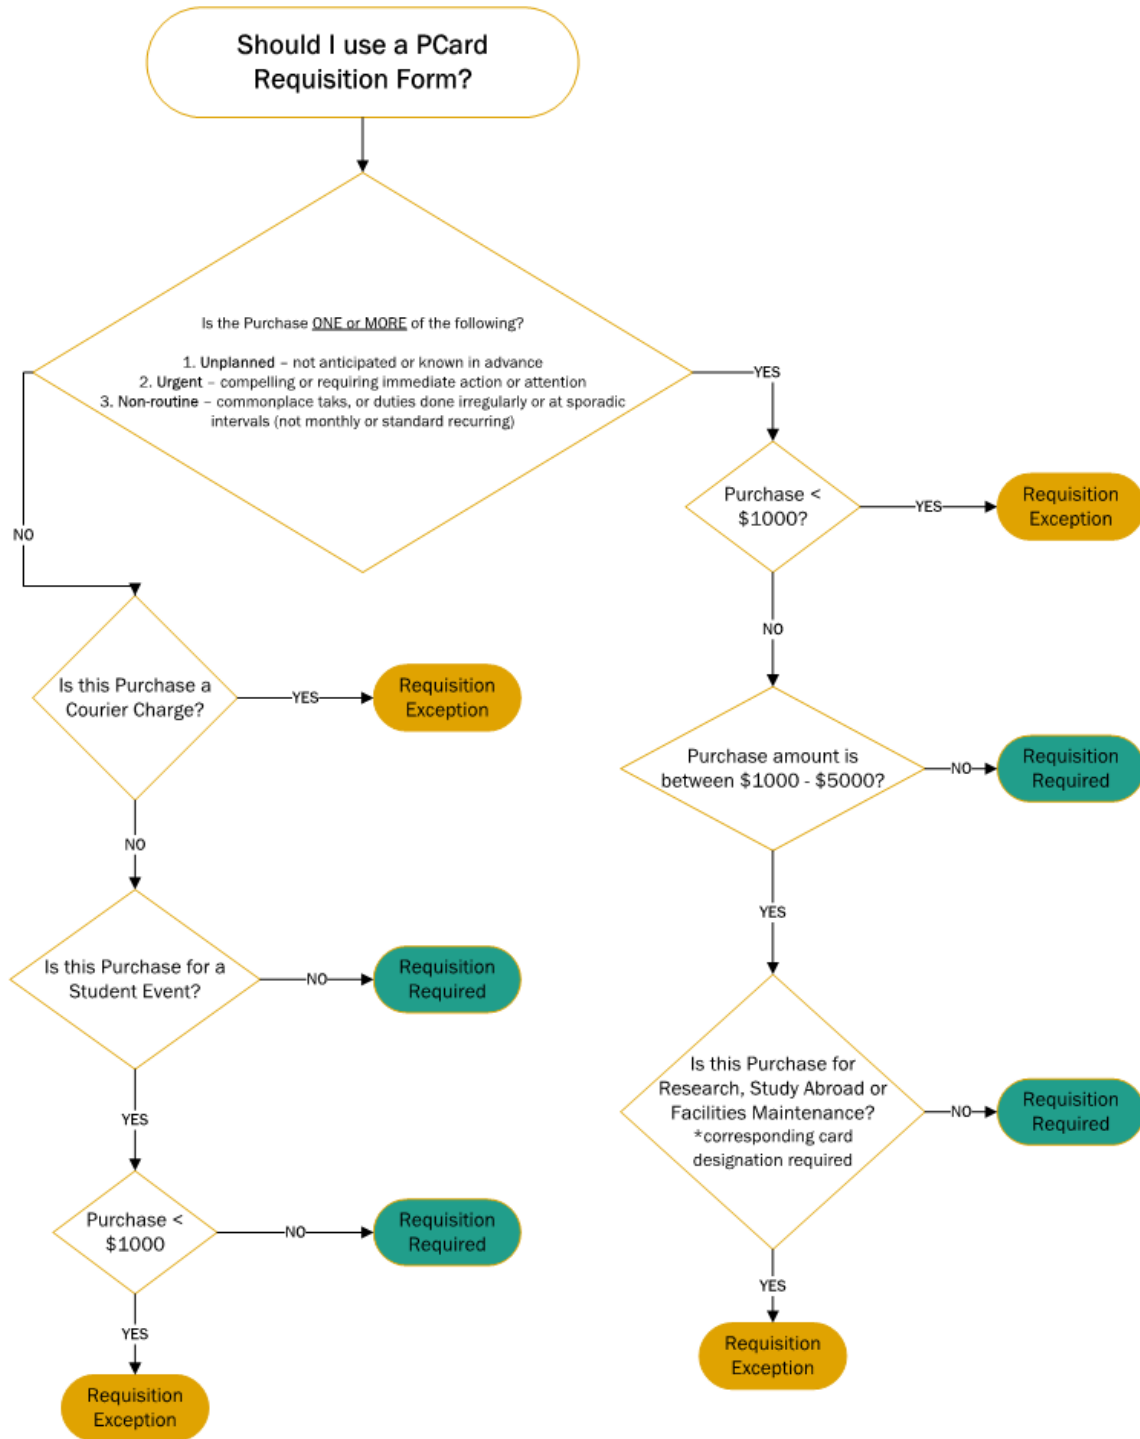 Should I use a PCard
Requisition Form?
Is the Purchase ONE or MORE of the following?
1. Unplanned – not anticipated or known in advance
2. Urgent – compelling or requiring immediate action or attention
3. Non-routine – commonplace taks, or duties done irregularly or at sporadic
intervals (not monthly or standard recurring)
YES
Purchase <
$1000?
YES
Requisition
Exception
NO
NO
Is this Purchase a
Courier Charge?
YES
Requisition
Exception
Purchase amount is
between $1000 - $5000?
NO
Requisition
Required
NO
YES
Is this Purchase for a
Student Event?
NO
Requisition
Required
Is this Purchase for
Research, Study Abroad or
Facilities Maintenance?
*corresponding card
designation required
NO
Requisition
Required
YES
Purchase <
$1000
NO
Requisition
Required
YES
Requisition
Exception
YES
Requisition
Exception